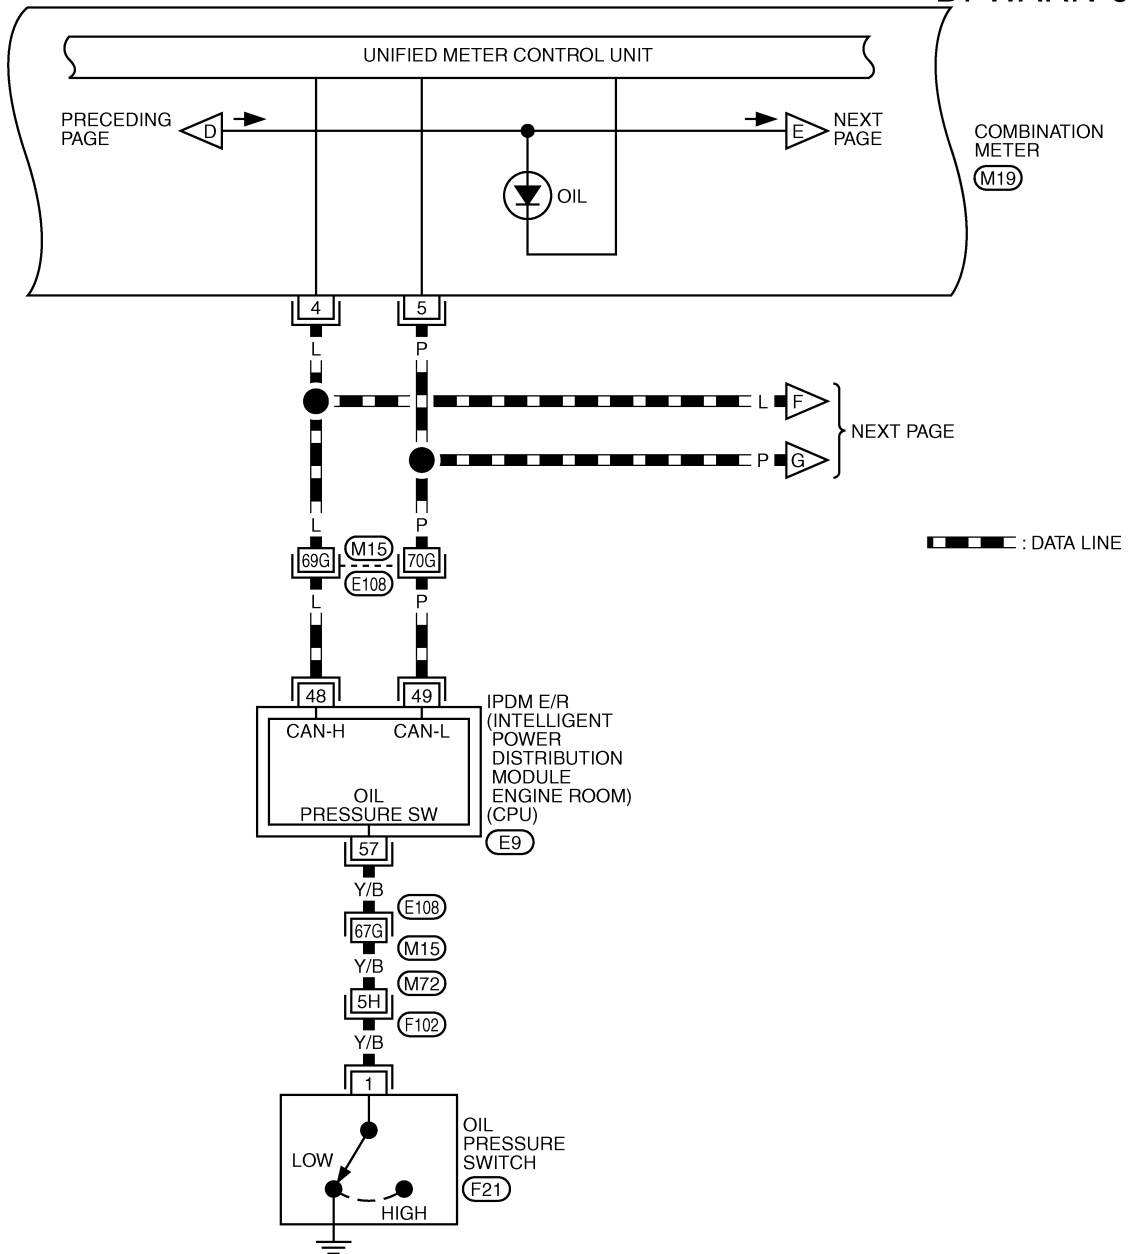 UNIFIED METER CONTROL UNIT
PRECEDING
PAGE
D
E
NEXT
PAGE
COMBINATION
METER
M19
OIL
4
5
L
P
L
F
NEXT PAGE
P
G
L
P
: DATA LINE
69G
M15
E108
70G
L
P
48
49
CAN-H
CAN-L
IPDM E/R
(INTELLIGENT
POWER
DISTRIBUTION
MODULE
ENGINE ROOM)
(CPU)
E9
OIL
PRESSURE SW
57
Y/B
E108
67G
M15
Y/B
M72
5H
F102
Y/B
1
OIL
PRESSURE
SWITCH
F21
LOW
HIGH